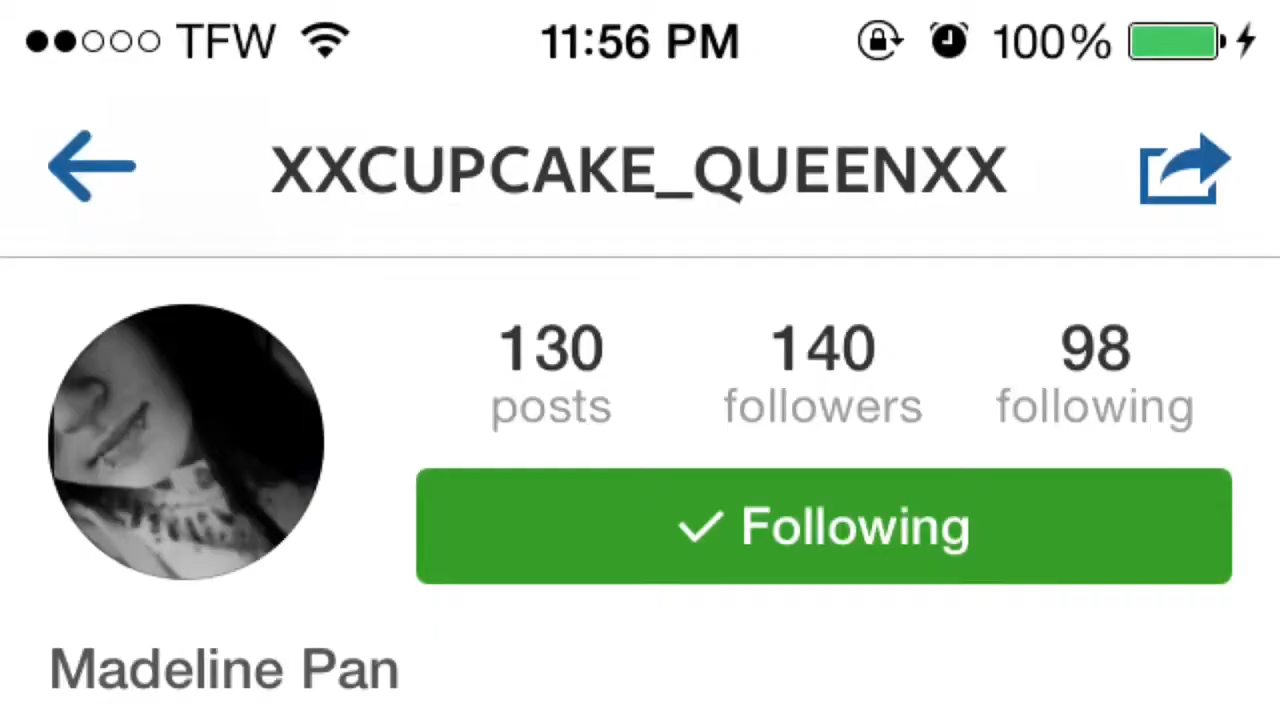 TFW 11:56 PM 100%
XXCUPCAKE_QUEENXX
130 140 98
posts followers following
✓ Following
Madeline Pan